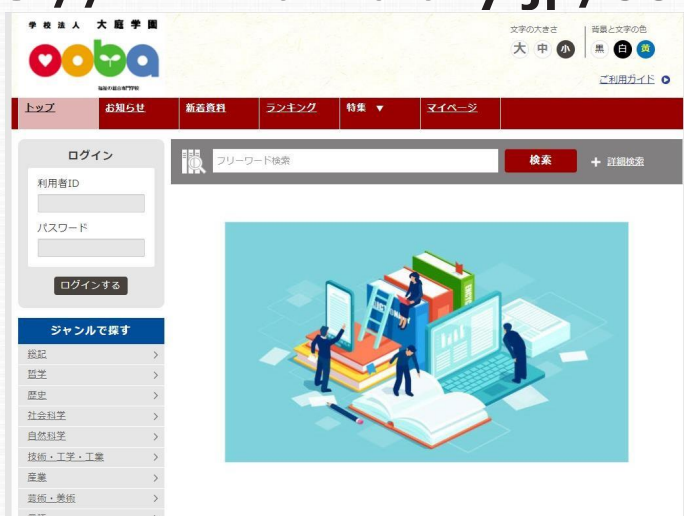 学校法人 大庭学園
ooba
文字の大きさ
大 中 小
背景と文字の色
黒 白 黄
ご利用ガイド
トップ お知らせ 新着資料 ランキング 特集 ▼ マイページ
ログイン
利用者ID
パスワード
ログインする
フリーワード検索 検索 + 詳細検索
ジャンルで探す
総記
哲学
歴史
社会科学
自然科学
技術・工学・工業
産業
芸術・美術